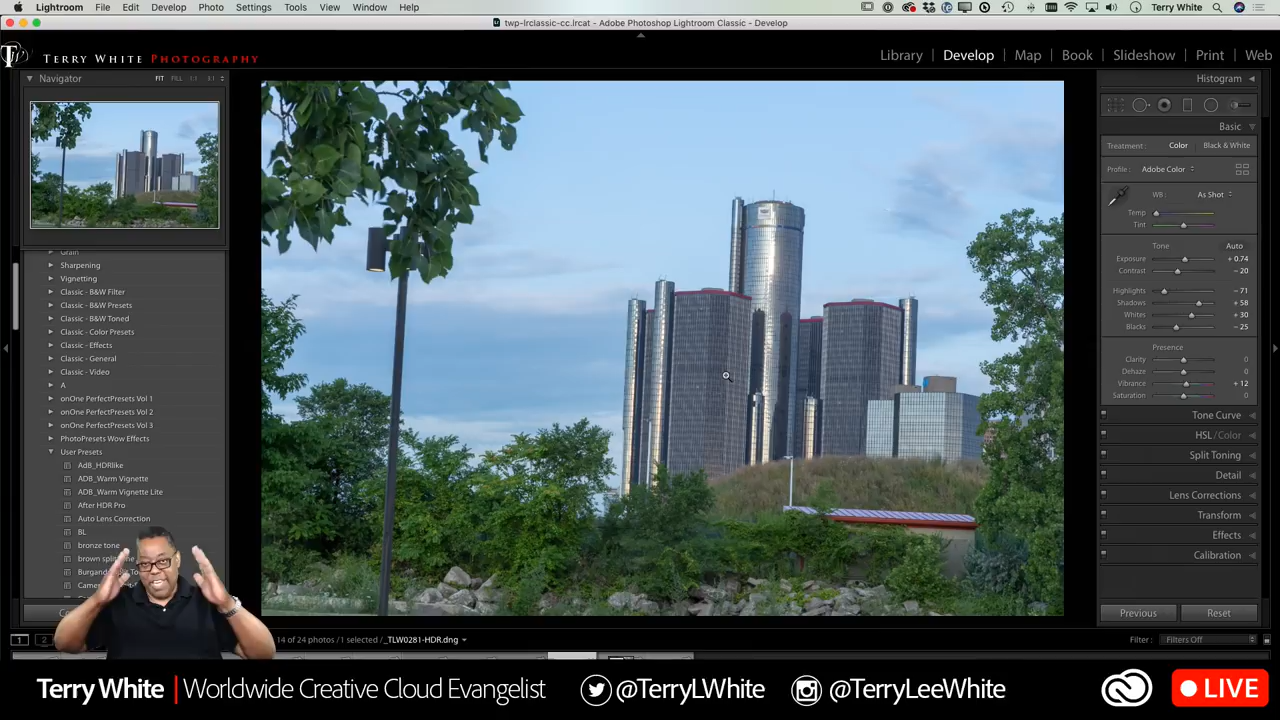 Lightroom File Edit Develop Photo Settings Tools View Window Help Terry White
twp-lrclassic-cc.lrcat - Adobe Photoshop Lightroom Classic - Develop
TERRY WHITE PHOTOGRAPHY
Library | Develop | Map | Book | Slideshow | Print | Web
Navigator FIT FILL 1:1
Histogram
Basic
Treatment: Color Black & White
Profile: Adobe Color
WB: As Shot
Temp
Tint
Tone Auto
Exposure + 0.74
Contrast − 20
Highlights − 71
Shadows + 58
Whites + 30
Blacks − 25
Presence
Clarity 0
Dehaze 0
Vibrance + 12
Saturation 0
Tone Curve
HSL / Color
Split Toning
Detail
Lens Corrections
Transform
Effects
Calibration
Previous Reset
Grain
Sharpening
Vignetting
Classic - B&W Filter
Classic - B&W Presets
Classic - B&W Toned
Classic - Color Presets
Classic - Effects
Classic - General
Classic - Video
A
onOne PerfectPresets Vol 1
onOne PerfectPresets Vol 2
onOne PerfectPresets Vol 3
PhotoPresets Wow Effects
User Presets
AdB_HDRlike
ADB_Warm Vignette
ADB_Warm Vignette Lite
After HDR Pro
Auto Lens Correction
BL
bronze tone
1 2 14 of 24 photos / 1 selected / _TLW0281-HDR.dng Filter: Filters Off
Terry White | Worldwide Creative Cloud Evangelist @TerryLWhite @TerryLeeWhite LIVE